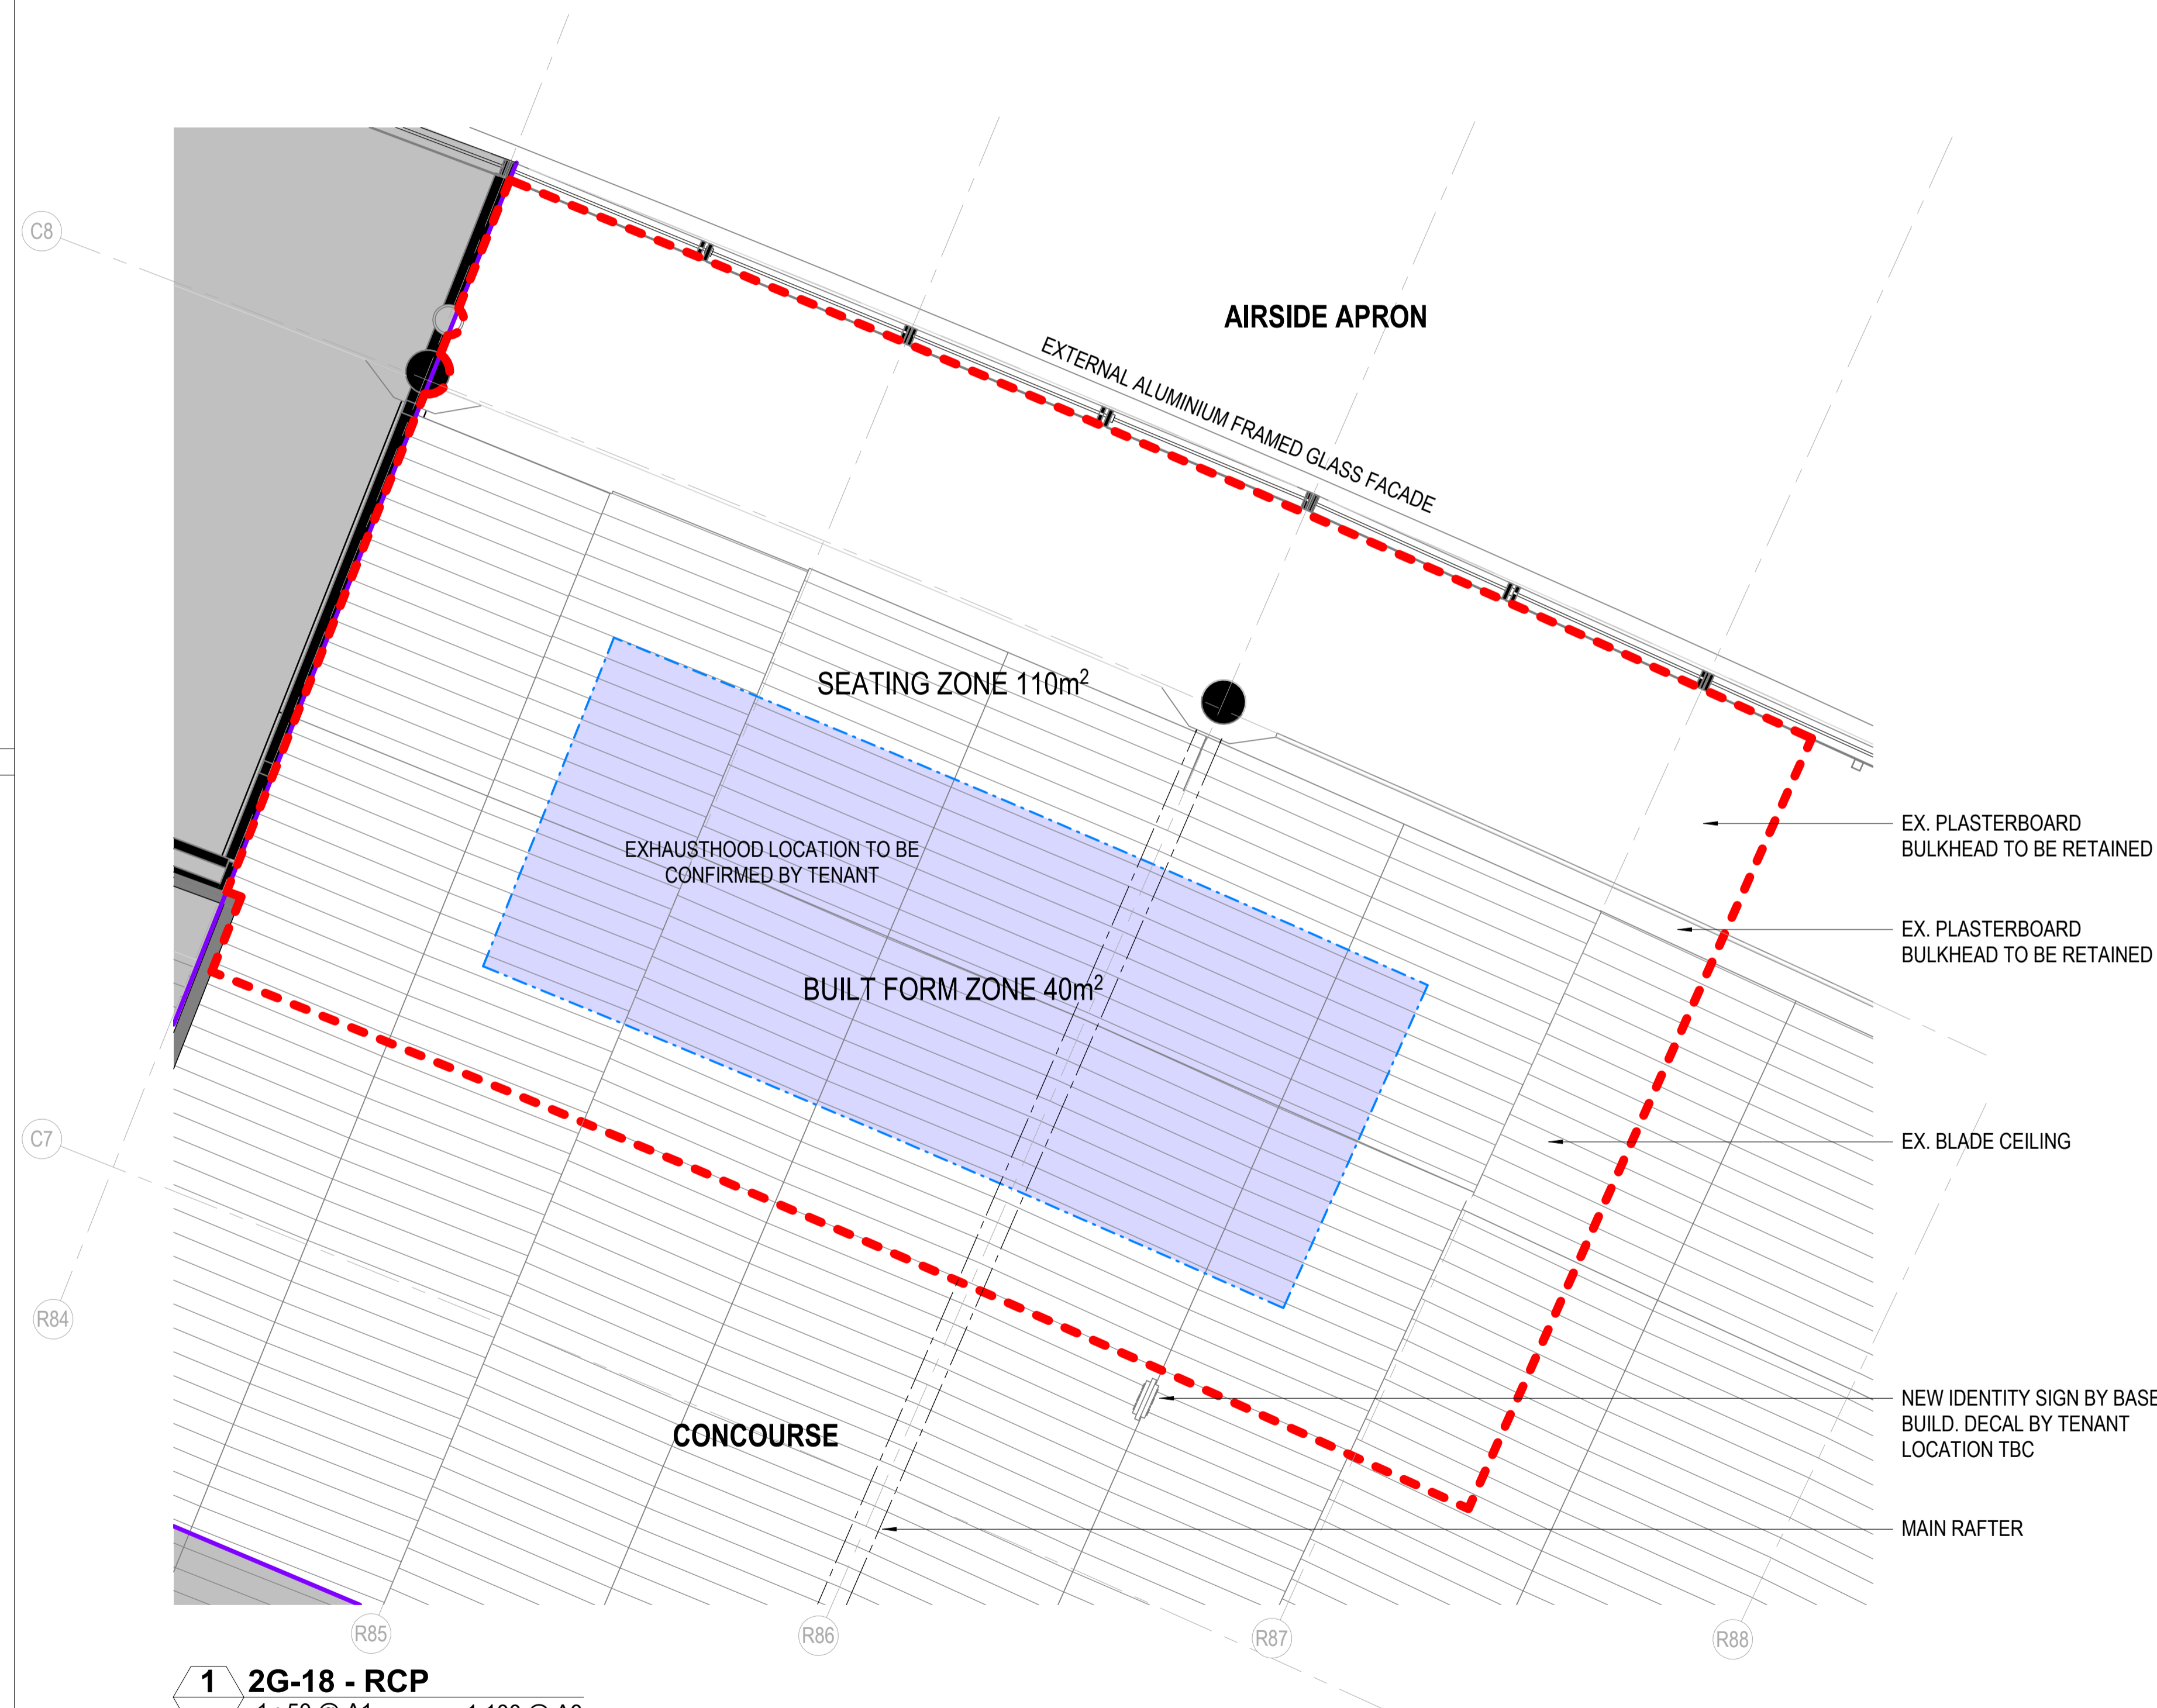 C8
AIRSIDE APRON
EXTERNAL ALUMINIUM FRAMED GLASS FACADE
SEATING ZONE 110m²
EX. PLASTERBOARD
BULKHEAD TO BE RETAINED
EXHAUSTHOOD LOCATION TO BE
CONFIRMED BY TENANT
EX. PLASTERBOARD
BULKHEAD TO BE RETAINED
BUILT FORM ZONE 40m²
C7
EX. BLADE CEILING
R84
NEW IDENTITY SIGN BY BASE
BUILD. DECAL BY TENANT
LOCATION TBC
CONCOURSE
MAIN RAFTER
R85
R86
R87
R88
1
2G-18 - RCP